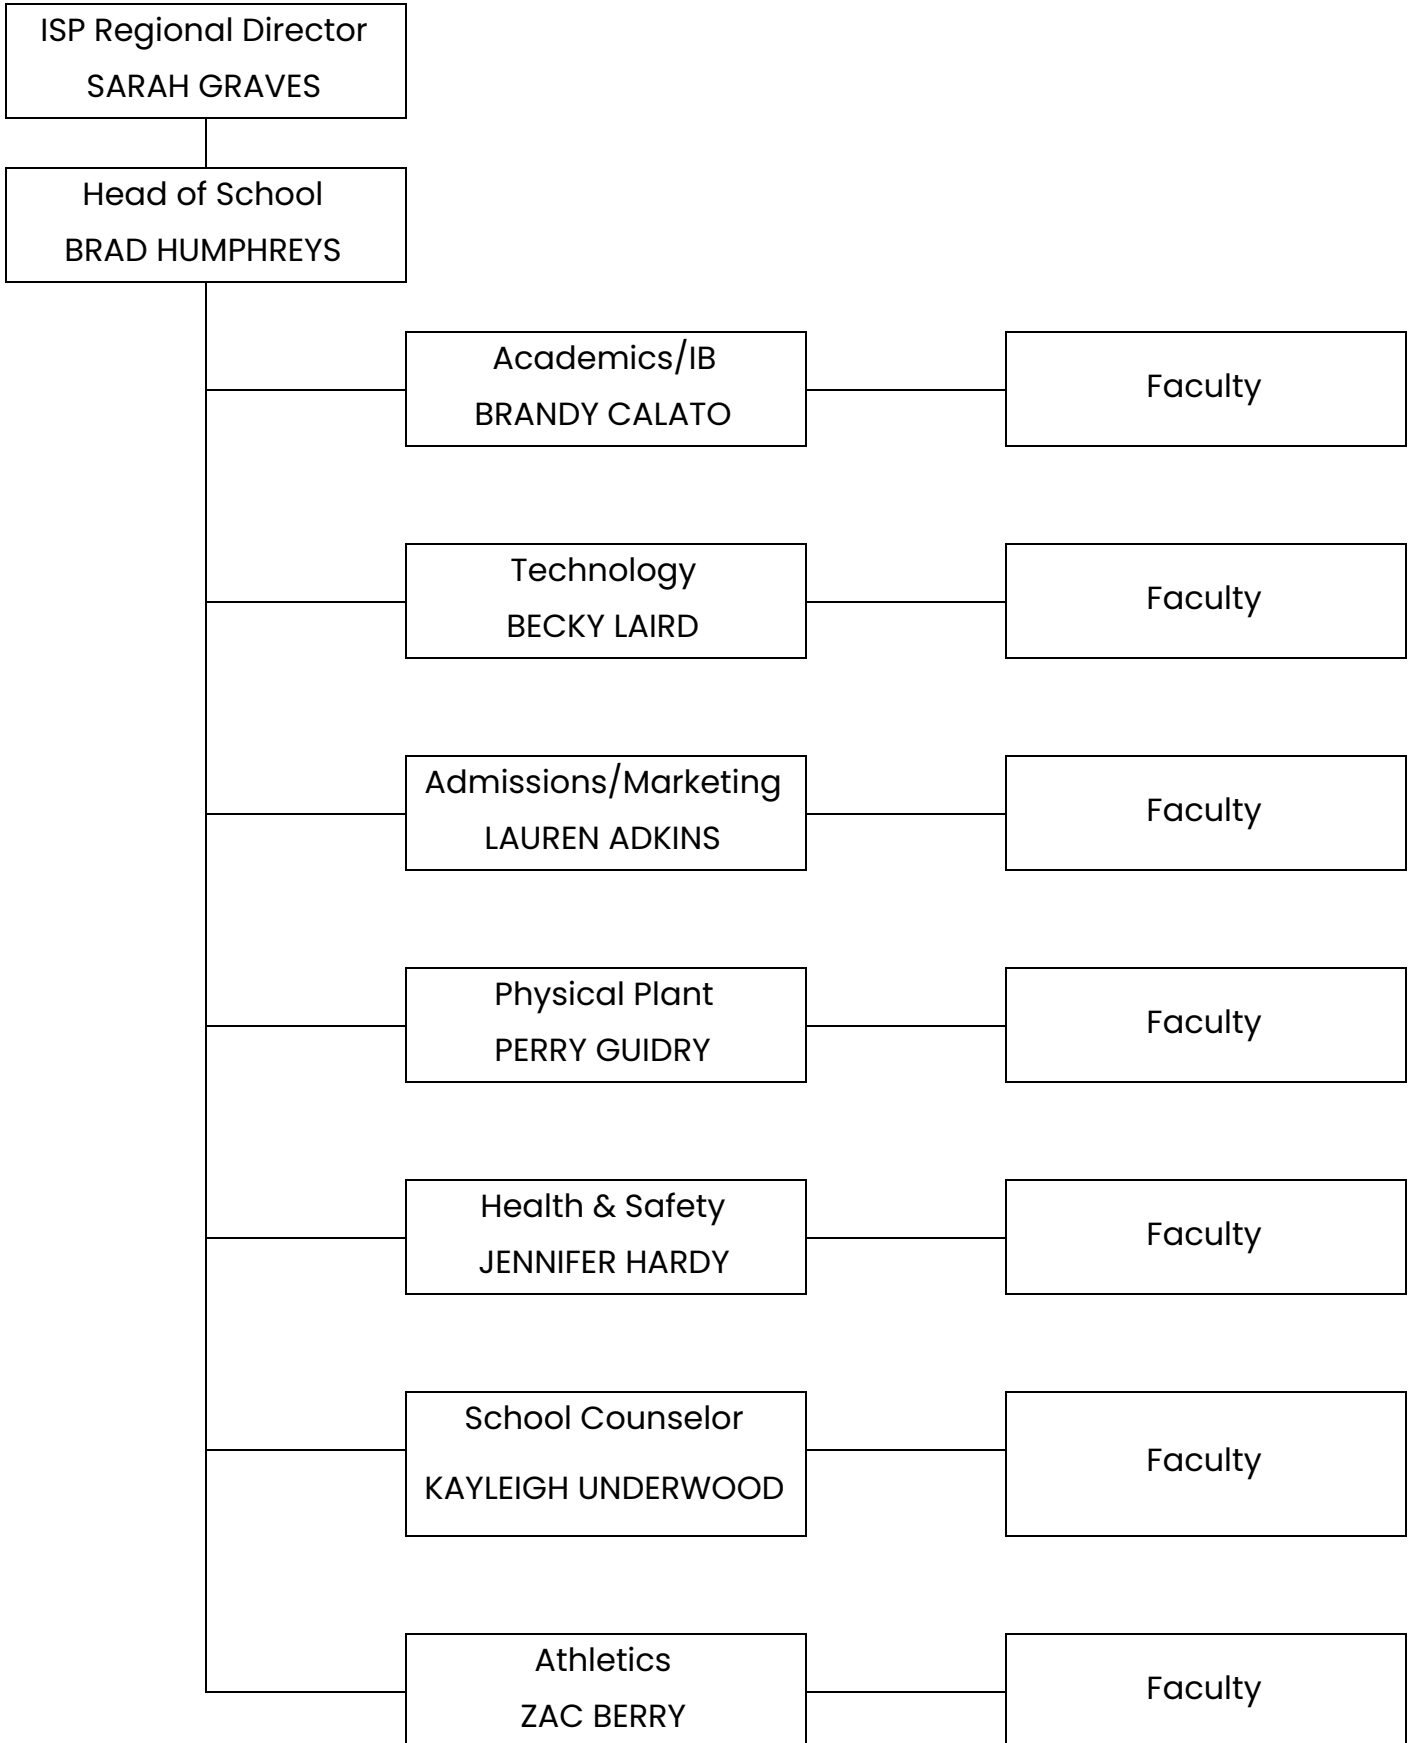 ISP Regional Director
SARAH GRAVES
Head of School
BRAD HUMPHREYS
Academics/IB
BRANDY CALATO
Faculty
Technology
BECKY LAIRD
Faculty
Admissions/Marketing
LAUREN ADKINS
Faculty
Physical Plant
PERRY GUIDRY
Faculty
Health & Safety
JENNIFER HARDY
Faculty
School Counselor
KAYLEIGH UNDERWOOD
Faculty
Athletics
ZAC BERRY
Faculty